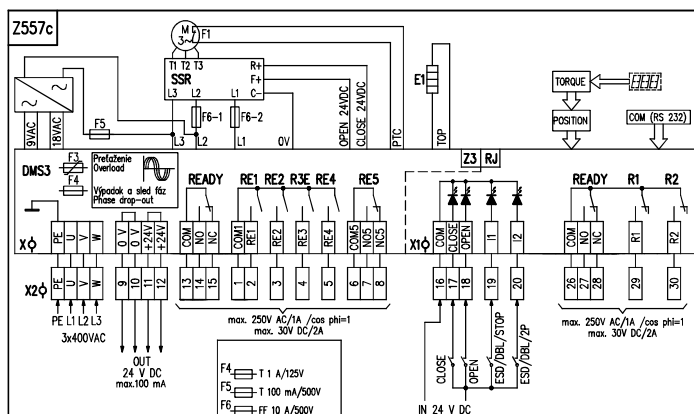 Z557c
M
3~
F1
T1 T2 T3
SSR
R+
F+
C-
L3 L2 L1
F6-1
F6-2
F5
9VAC
18VAC
L3 L2 L1
0V
OPEN 24VDC
CLOSE 24VDC
PTC
E1
TOP
TORQUE
POSITION
COM (RS 232)
DMS3
F3
F4
Preťaženie
Overload
Výpadok a sled fáz
Phase drop-out
Z3 RJ
READY
RE1 RE2 R3E RE4
RE5
READY
R1
R2
X
PE U V W
0 V
0 V
+24V
+24V
COM NO NC
COM1 RE1 RE2 RE3 RE4
COM5 NO5 NC5
X1
COM CLOSE OPEN I1 I2
COM NO NC
R1
R2
X2
PE U V W
9 10 11 12
13 14 15
1 2 3 4 5
6 7 8
16 17 18 19 20
26 27 28 29 30
PE L1 L2 L3
3x400VAC
OUT
24 V DC
max.100 mA
max. 250V AC/1A /cos phi=1
max. 30V DC/2A
CLOSE
OPEN
ESD/DBL/STOP
ESD/DBL/2P
IN 24 V DC
max. 250V AC/1A /cos phi=1
max. 30V DC/2A
F4 T 1 A/125V
F5 T 100 mA/500V
F6 FF 10 A/500V